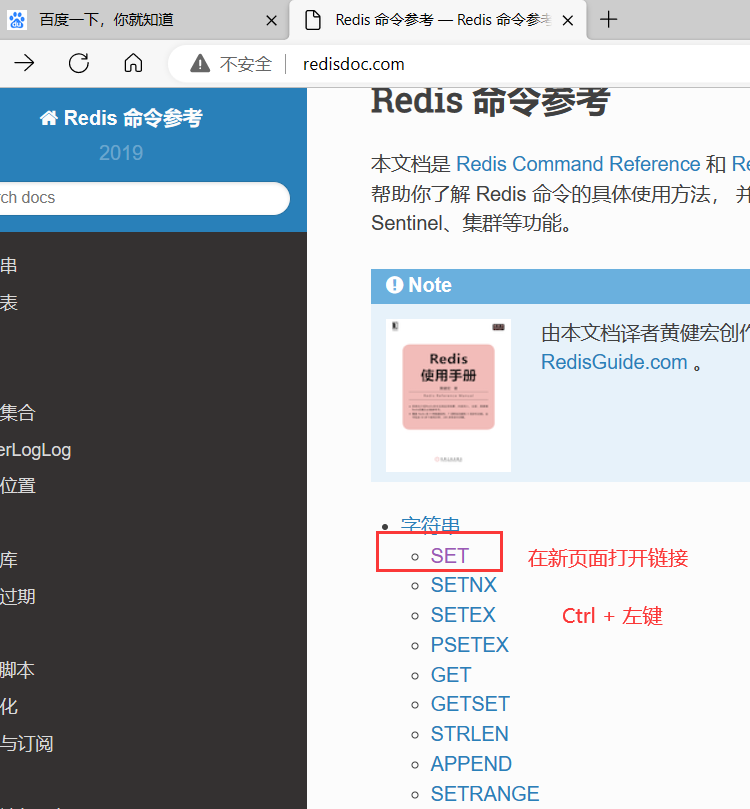 百度一下，你就知道
Redis 命令参考 — Redis 命令参考
不安全
redisdoc.com
Redis 命令参考
2019
rch docs
串
表
集合
erLogLog
位置
库
过期
脚本
化
与订阅
Redis 命令参考
本文档是 Redis Command Reference 和 Re
帮助你了解 Redis 命令的具体使用方法， 并
Sentinel、集群等功能。
Note
Redis
使用手册
由本文档译者黄健宏创作
RedisGuide.com 。
字符串
SET
在新页面打开链接
SETNX
SETEX
Ctrl + 左键
PSETEX
GET
GETSET
STRLEN
APPEND
SETRANGE